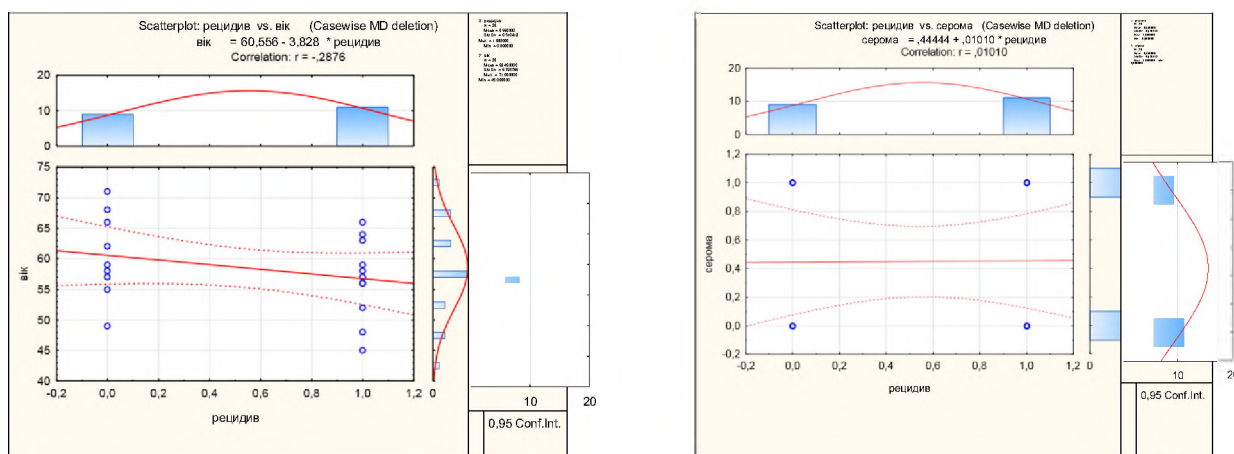 Scatterplot: рецидив vs. вік (Casewise MD deletion)
вік = 60,556 - 3,828 * рецидив
Correlation: r = -,2876
20
10
0
75
70
65
60
55
50
45
40
вік
-0,2 0,0 0,2 0,4 0,6 0,8 1,0 1,2
0
рецидив
10 20
0,95 Conf.Int.
Scatterplot: рецидив vs. серома (Casewise MD deletion)
серома = ,44444 + ,01010 * рецидив
Correlation: r = ,01010
20
10
0
1,2
1,0
0,8
0,6
0,4
0,2
0,0
-0,2
серома
-0,2 0,0 0,2 0,4 0,6 0,8 1,0 1,2
0
рецидив
10 20
0,95 Conf.Int.